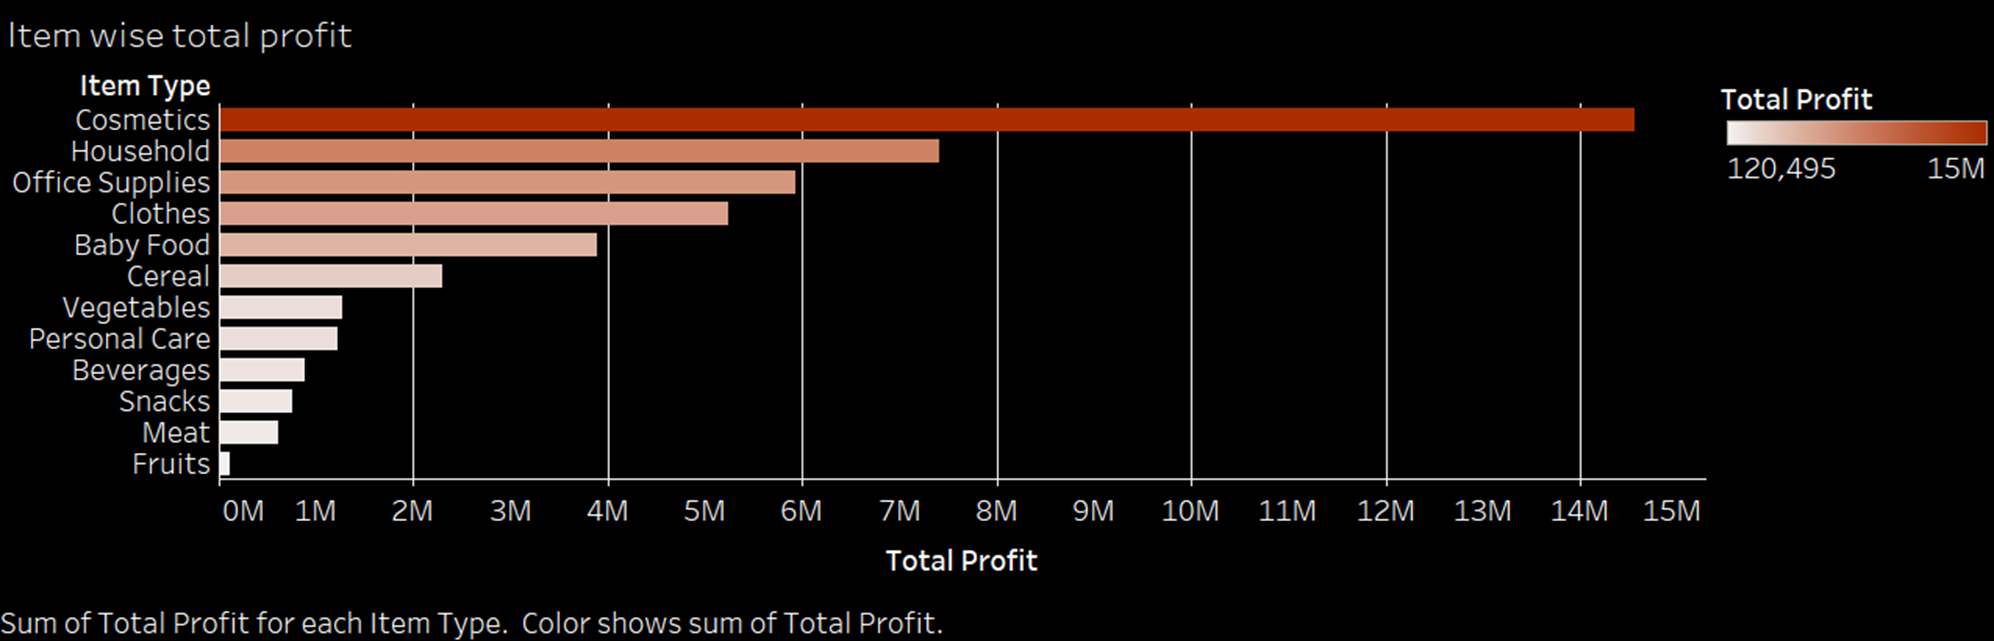 Item wise total profit
Item Type
Cosmetics
Household
Office Supplies
Clothes
Baby Food
Cereal
Vegetables
Personal Care
Beverages
Snacks
Meat
Fruits
0M 1M 2M 3M 4M 5M 6M 7M 8M 9M 10M 11M 12M 13M 14M 15M
Total Profit
Total Profit
120,495 15M
Sum of Total Profit for each Item Type. Color shows sum of Total Profit.